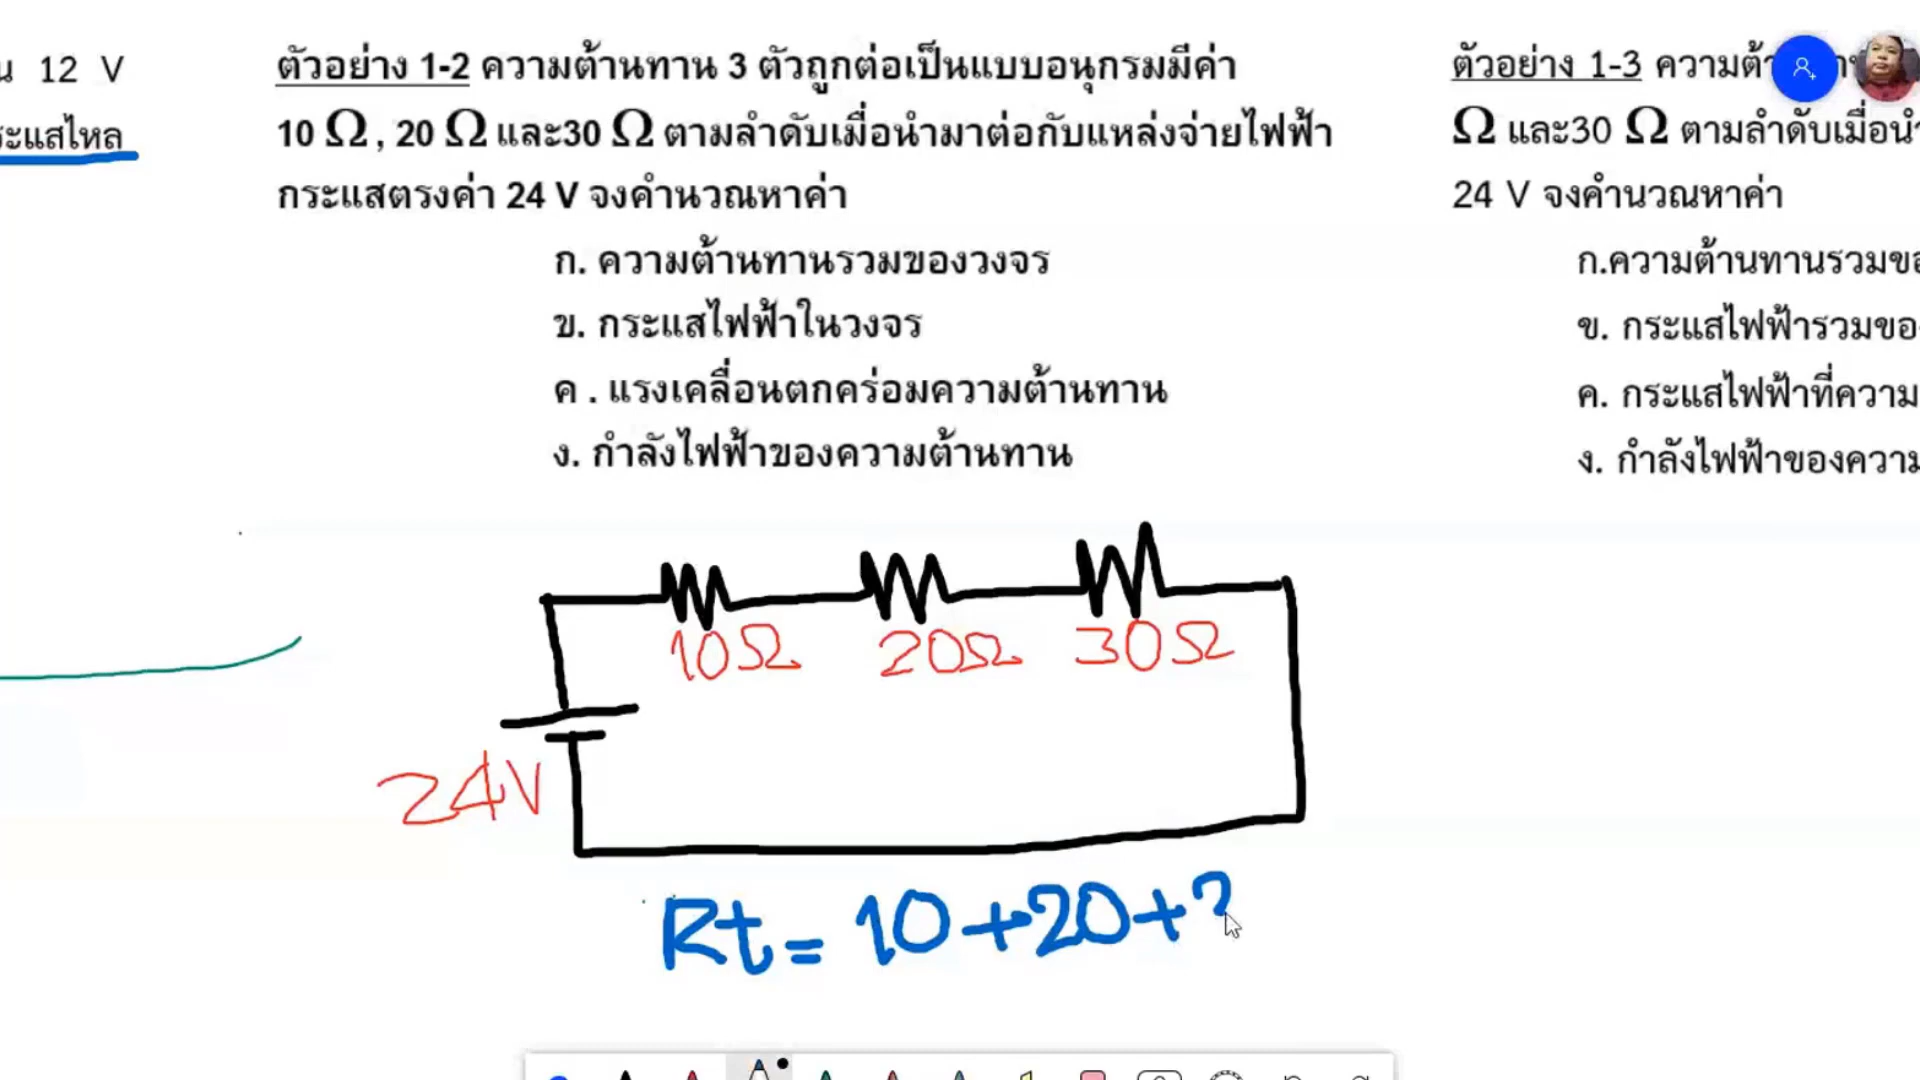 น 12 V
ระแสไหล
ตัวอย่าง 1-2 ความต้านทาน 3 ตัวถูกต่อเป็นแบบอนุกรมมีค่า
10 Ω , 20 Ω และ30 Ω ตามลำดับเมื่อนำมาต่อกับแหล่งจ่ายไฟฟ้า
กระแสตรงค่า 24 V จงคำนวณหาค่า
ก. ความต้านทานรวมของวงจร
ข. กระแสไฟฟ้าในวงจร
ค . แรงเคลื่อนตกคร่อมความต้านทาน
ง. กำลังไฟฟ้าของความต้านทาน
ตัวอย่าง 1-3
Ω และ30 Ω ตามลำดับเมื่อนำ
24 V จงคำนวณหาค่า
ก.ความต้านทานรวมขอ
ข. กระแสไฟฟ้ารวมขอ
ค. กระแสไฟฟ้าที่ความ
ง. กำลังไฟฟ้าของความ
10Ω 20Ω 30Ω
24V
Rt = 10+20+